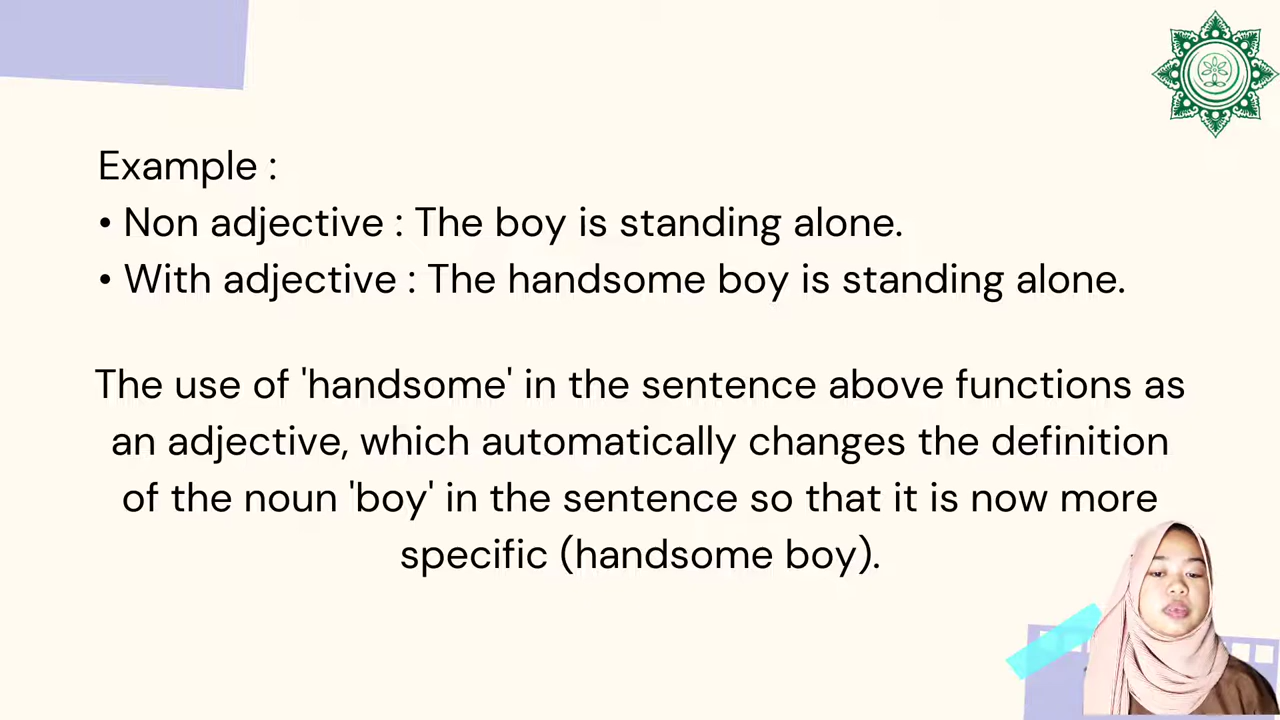 Example :
• Non adjective : The boy is standing alone.
• With adjective : The handsome boy is standing alone.
The use of 'handsome' in the sentence above functions as
an adjective, which automatically changes the definition
of the noun 'boy' in the sentence so that it is now more
specific (handsome boy).